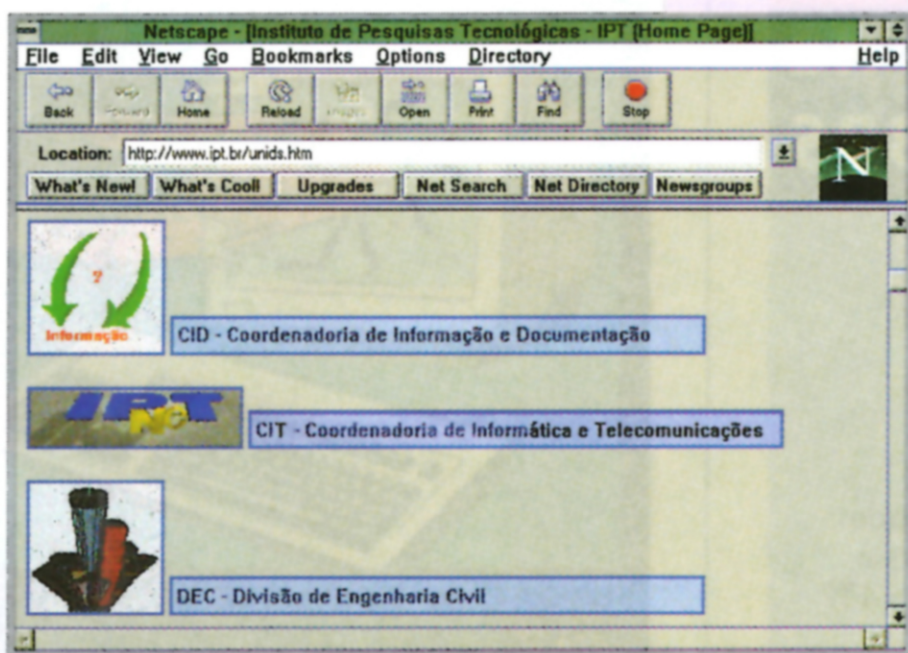 Netscape - [Instituto de Pesquisas Tecnológicas - IPT (Home Page)]
File Edit View Go Bookmarks Options Directory Help
Back Forward Home Reload Images Open Print Find Stop
Location: http://www.ipt.br/unids.htm
What's New! What's Cool! Upgrades Net Search Net Directory Newsgroups
N
?
Informação
CID - Coordenadoria de Informação e Documentação
IPT
Net
CIT - Coordenadoria de Informática e Telecomunicações
DEC - Divisão de Engenharia Civil